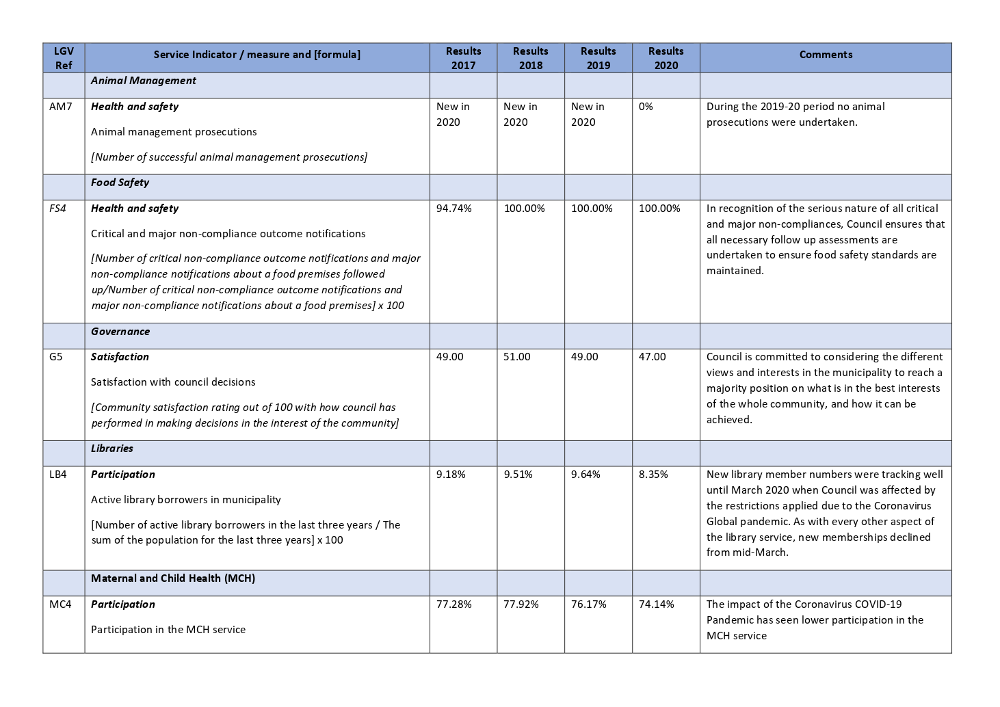 LGV
Ref
Service Indicator / measure and [formula]
Results
2017
Results
2018
Results
2019
Results
2020
Comments
Animal Management
AM7
Health and safety
Animal management prosecutions
[Number of successful animal management prosecutions]
New in
2020
New in
2020
New in
2020
0%
During the 2019-20 period no animal
prosecutions were undertaken.
Food Safety
FS4
Health and safety
Critical and major non-compliance outcome notifications
[Number of critical non-compliance outcome notifications and major
non-compliance notifications about a food premises followed
up/Number of critical non-compliance outcome notifications and
major non-compliance notifications about a food premises] x 100
94.74%
100.00%
100.00%
100.00%
In recognition of the serious nature of all critical
and major non-compliances, Council ensures that
all necessary follow up assessments are
undertaken to ensure food safety standards are
maintained.
Governance
G5
Satisfaction
Satisfaction with council decisions
[Community satisfaction rating out of 100 with how council has
performed in making decisions in the interest of the community]
49.00
51.00
49.00
47.00
Council is committed to considering the different
views and interests in the municipality to reach a
majority position on what is in the best interests
of the whole community, and how it can be
achieved.
Libraries
LB4
Participation
Active library borrowers in municipality
[Number of active library borrowers in the last three years / The
sum of the population for the last three years] x 100
9.18%
9.51%
9.64%
8.35%
New library member numbers were tracking well
until March 2020 when Council was affected by
the restrictions applied due to the Coronavirus
Global pandemic. As with every other aspect of
the library service, new memberships declined
from mid-March.
Maternal and Child Health (MCH)
MC4
Participation
Participation in the MCH service
77.28%
77.92%
76.17%
74.14%
The impact of the Coronavirus COVID-19
Pandemic has seen lower participation in the
MCH service